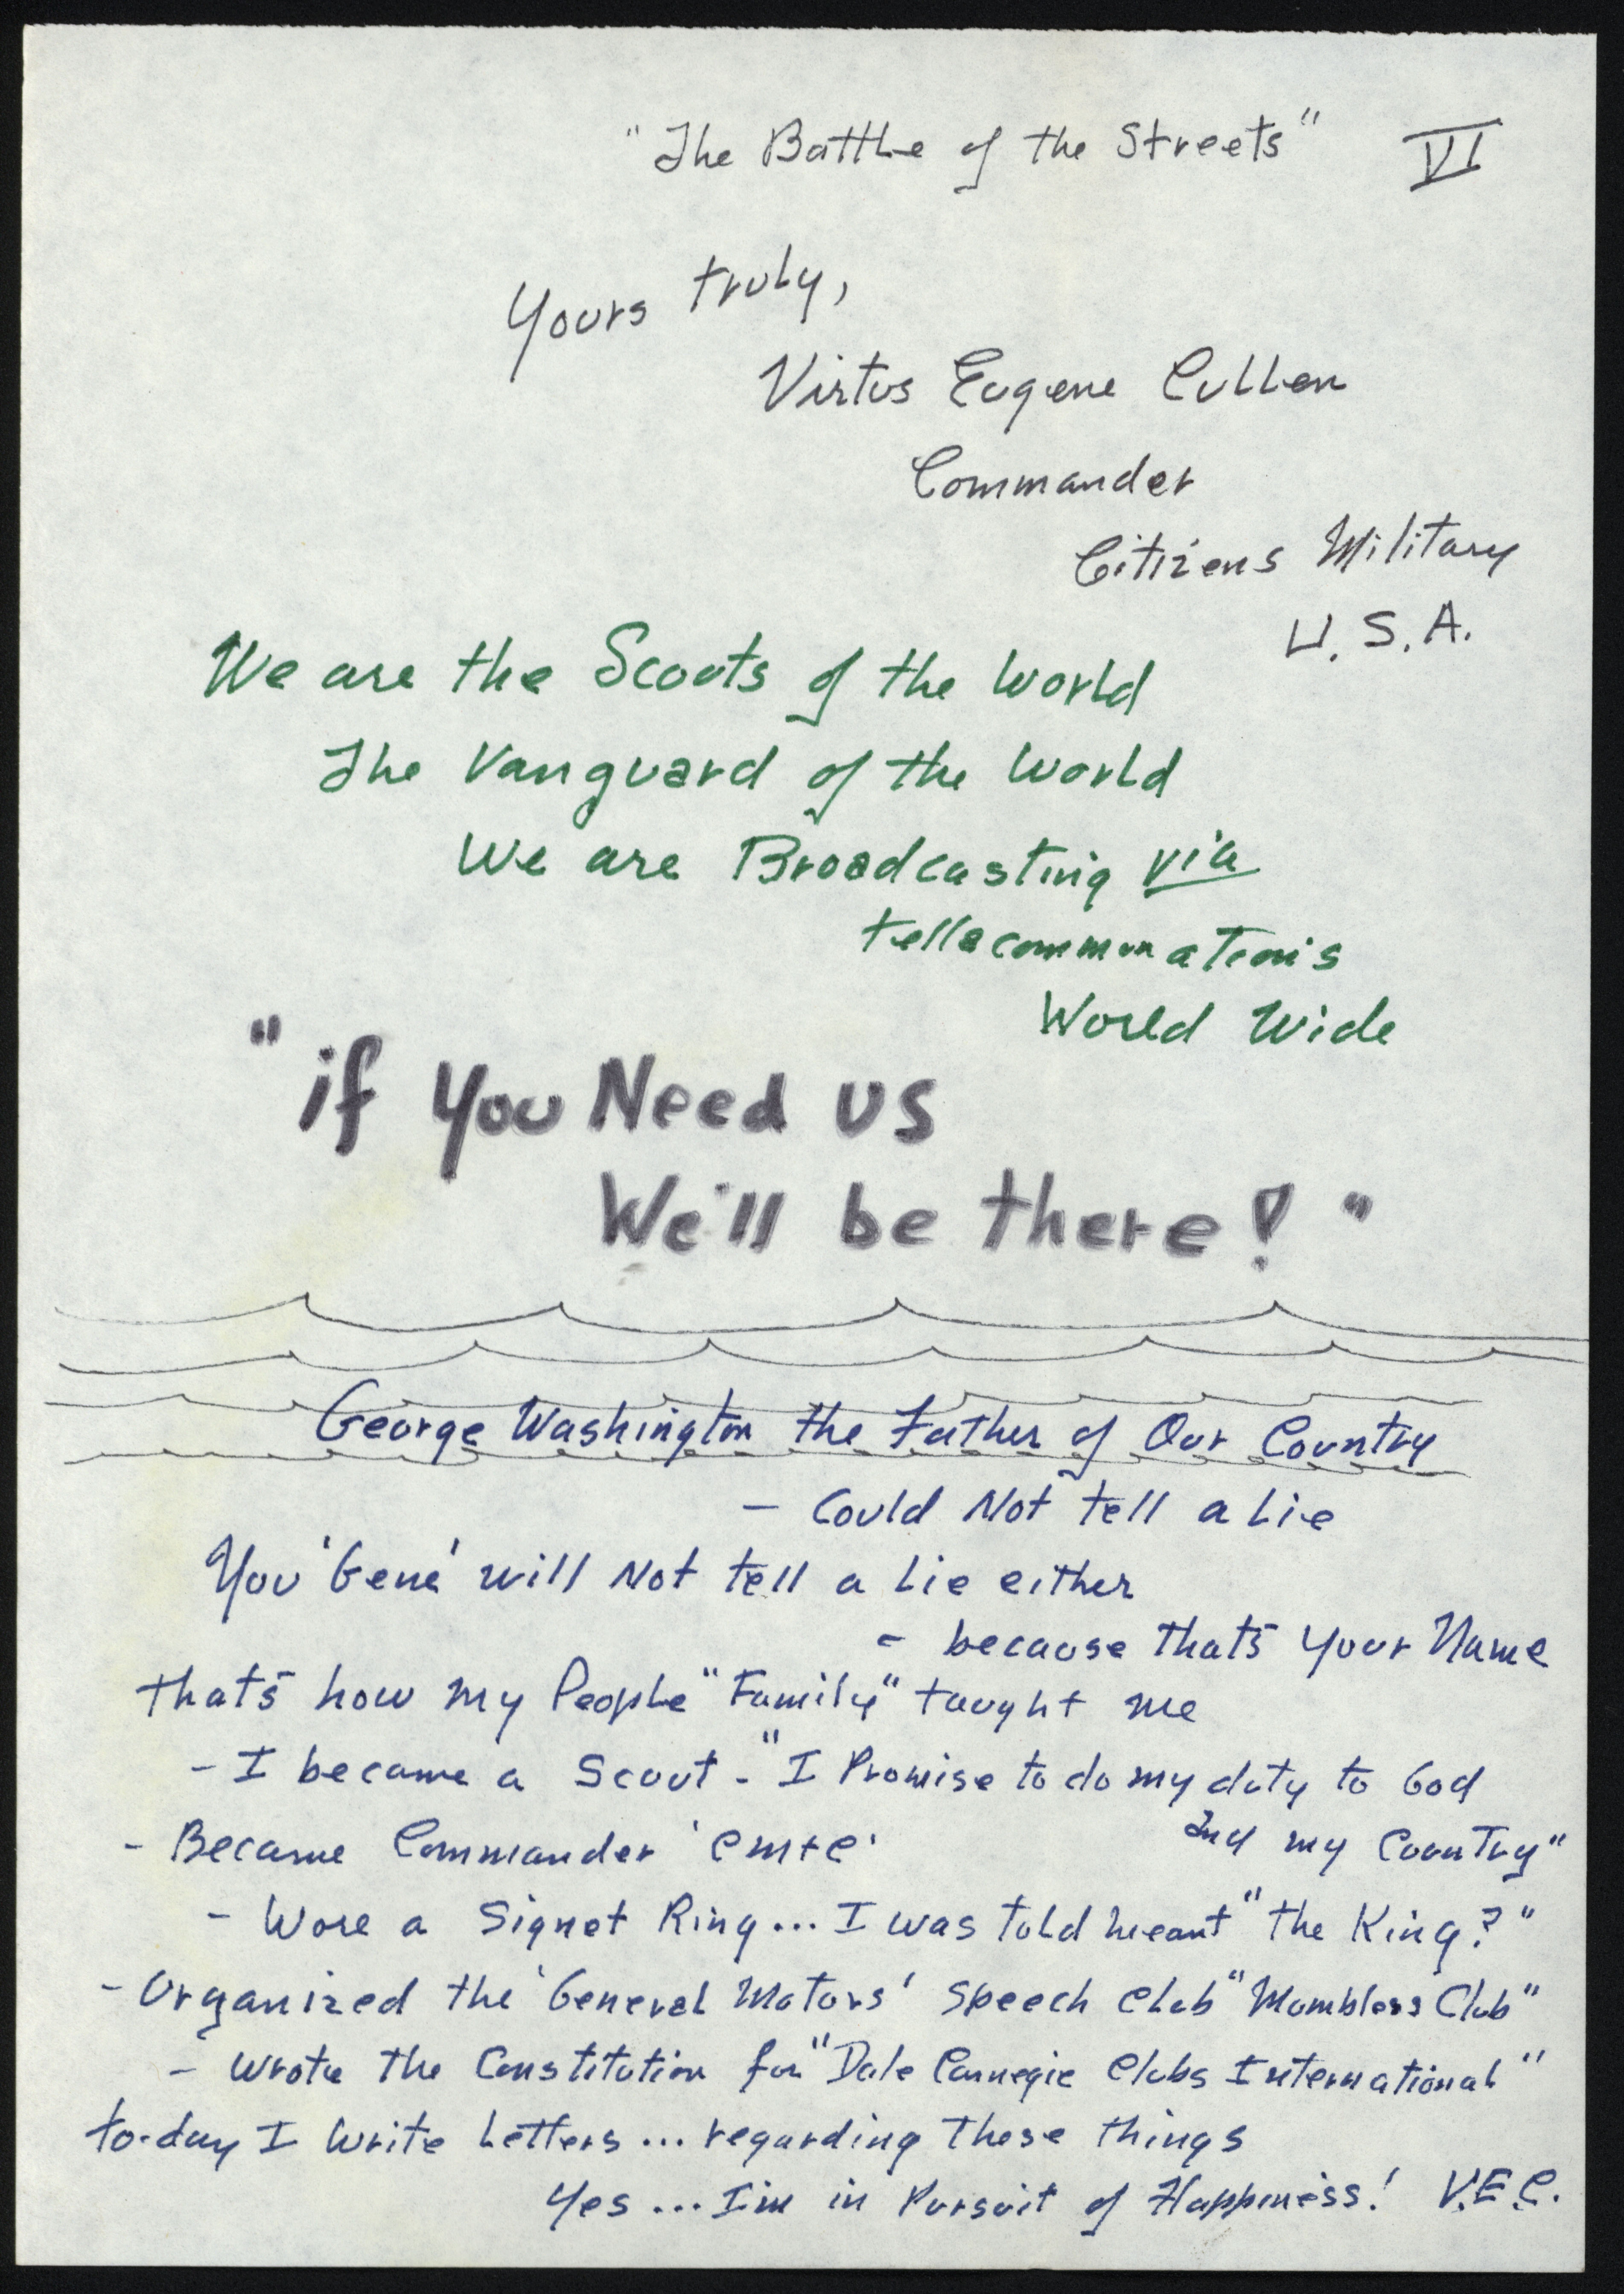 "The Battle of the Streets" VI
Yours truly,
Virtus Eugene Cullen
Commander
Citizens Military
U.S.A.
We are the Scouts of the World
The Vanguard of the World
We are Broadcasting via
World Wide
"if You Need us
We'll be there!"
George Washington the Father of Our Country
- Could Not tell a Lie
You 'Gene' will Not tell a Lie either
- because that's your Name
that's how my People "Family" taught me
- I became a Scout - "I Promise to do my duty to God
and my Country"
- Became Commander 'CMTC'
- Wore a Signet Ring... I was told meant "the King?"
- Organized the 'General Motors' Speech Club "Mumblers Club"
- Wrote the Constitution for "Dale Carnegie Clubs International"
to-day I write Letters... regarding these things
Yes... I'm in Pursuit of Happiness! V.E.C.